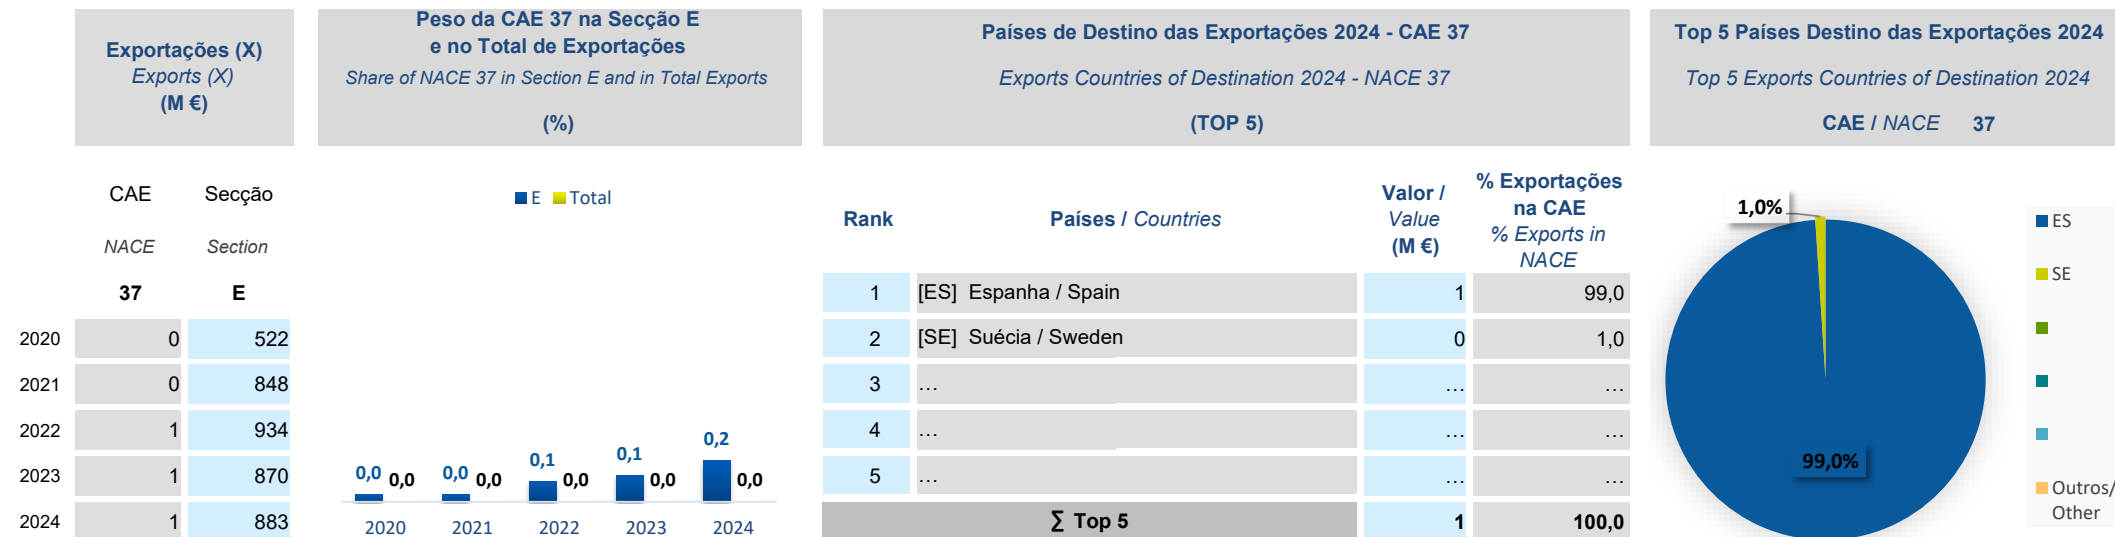 Exportações (X)
Exports (X)
(M €)
Peso da CAE 37 na Secção E
e no Total de Exportações
Share of NACE 37 in Section E and in Total Exports
(%)
Países de Destino das Exportações 2024 - CAE 37
Exports Countries of Destination 2024 - NACE 37
(TOP 5)
Top 5 Países Destino das Exportações 2024
Top 5 Exports Countries of Destination 2024
CAE / NACE 37
CAE Secção
NACE Section
37 E
2020 0 522
2021 0 848
2022 1 934
2023 1 870
2024 1 883
E Total
0,0 0,0 0,0 0,0 0,1 0,0 0,1 0,0 0,2 0,0
2020 2021 2022 2023 2024
Rank
Países / Countries
Valor /
Value
(M €)
% Exportações
na CAE
% Exports in
NACE
1 [ES] Espanha / Spain 1 99,0
2 [SE] Suécia / Sweden 0 1,0
3 … … …
4 … … …
5 … … …
∑ Top 5 1 100,0
1,0%
99,0%
ES
SE
Outros/
Other